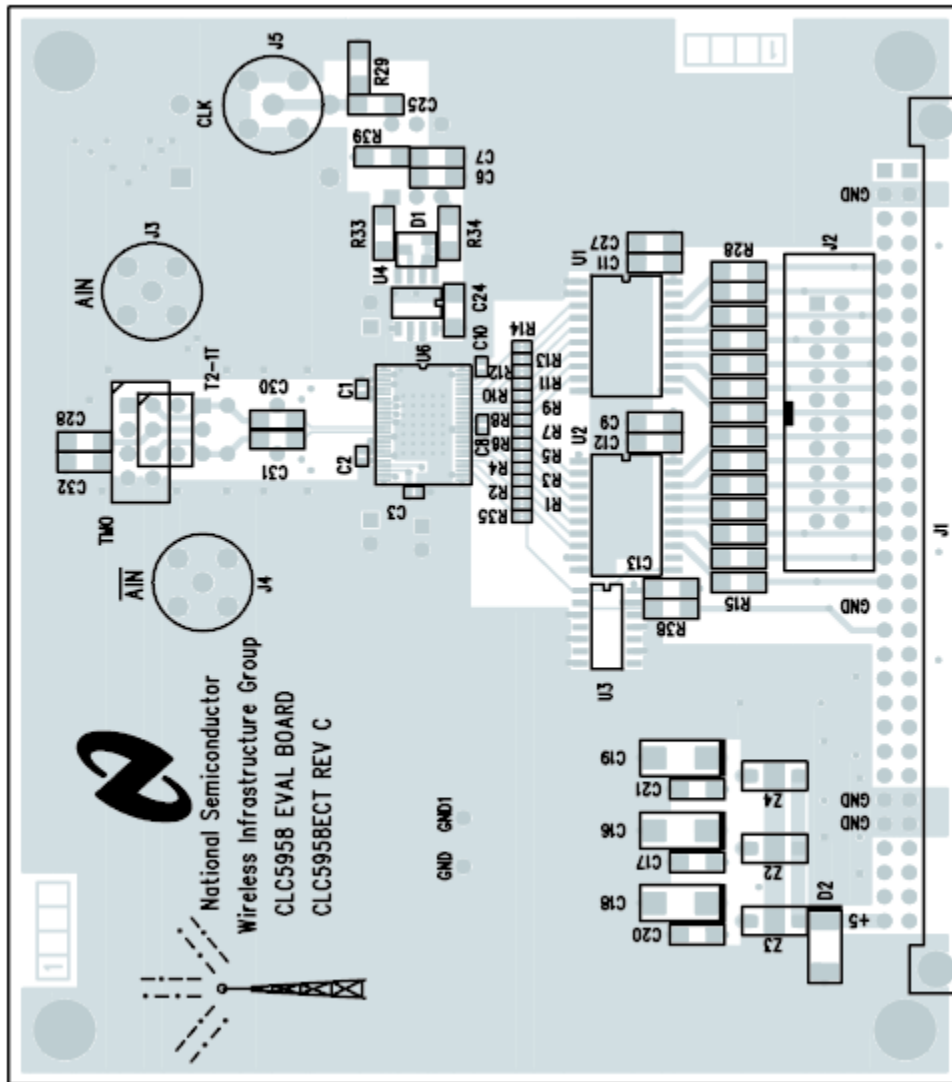 J5
CLK
R29
C25
R39
C7
C6
J3
AIN
R33
D1
R34
U4
C24
GND
C27
C11
U1
R28
J2
T2-1T
C28
C32
TMO
C30
C31
C1
C2
C3
U6
C10
R14
R12
R13
R10
R11
R8
R9
C8
R6
R7
R4
R5
R2
R3
R35
R1
U2
C9
C12
C13
R15
R38
U3
GND
J1
AIN
J4
National Semiconductor
Wireless Infrastructure Group
CLC5958 EVAL BOARD
CLC595BECT REV C
GND
GND1
C19
C21
C16
C17
C18
C20
Z4
Z2
Z3
D2
GND
GND
+5
1
1